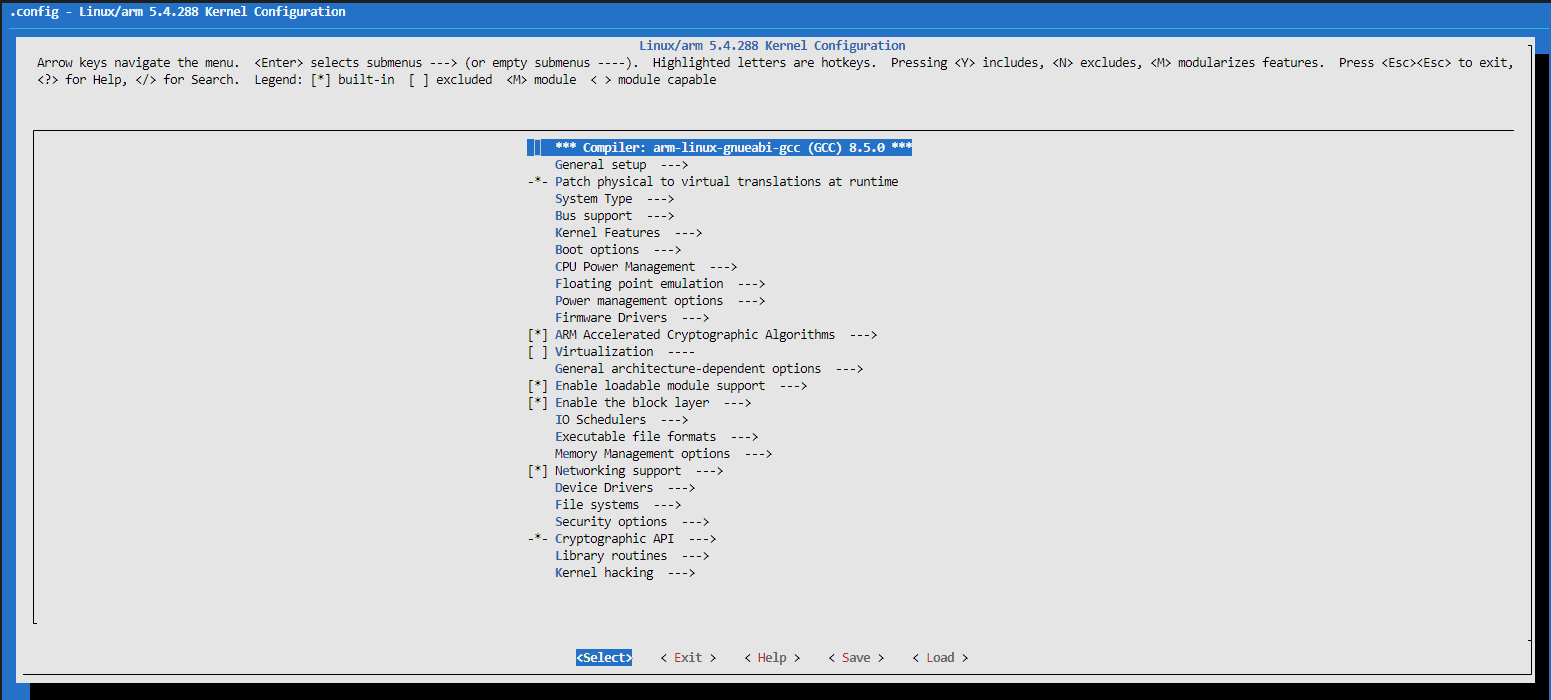 .config - Linux/arm 5.4.288 Kernel Configuration
Linux/arm 5.4.288 Kernel Configuration
Arrow keys navigate the menu.  <Enter> selects submenus ---> (or empty submenus ----).  Highlighted letters are hotkeys.  Pressing <Y> includes, <N> excludes, <M> modularizes features.  Press <Esc><Esc> to exit,
<?> for Help, </> for Search.  Legend: [*] built-in  [ ] excluded  <M> module  < > module capable
*** Compiler: arm-linux-gnueabi-gcc (GCC) 8.5.0 ***
General setup  --->
-*- Patch physical to virtual translations at runtime
System Type  --->
Bus support  --->
Kernel Features  --->
Boot options  --->
CPU Power Management  --->
Floating point emulation  --->
Power management options  --->
Firmware Drivers  --->
[*] ARM Accelerated Cryptographic Algorithms  --->
[ ] Virtualization  ----
General architecture-dependent options  --->
[*] Enable loadable module support  --->
[*] Enable the block layer  --->
IO Schedulers  --->
Executable file formats  --->
Memory Management options  --->
[*] Networking support  --->
Device Drivers  --->
File systems  --->
Security options  --->
-*- Cryptographic API  --->
Library routines  --->
Kernel hacking  --->
<Select>    < Exit >    < Help >    < Save >    < Load >